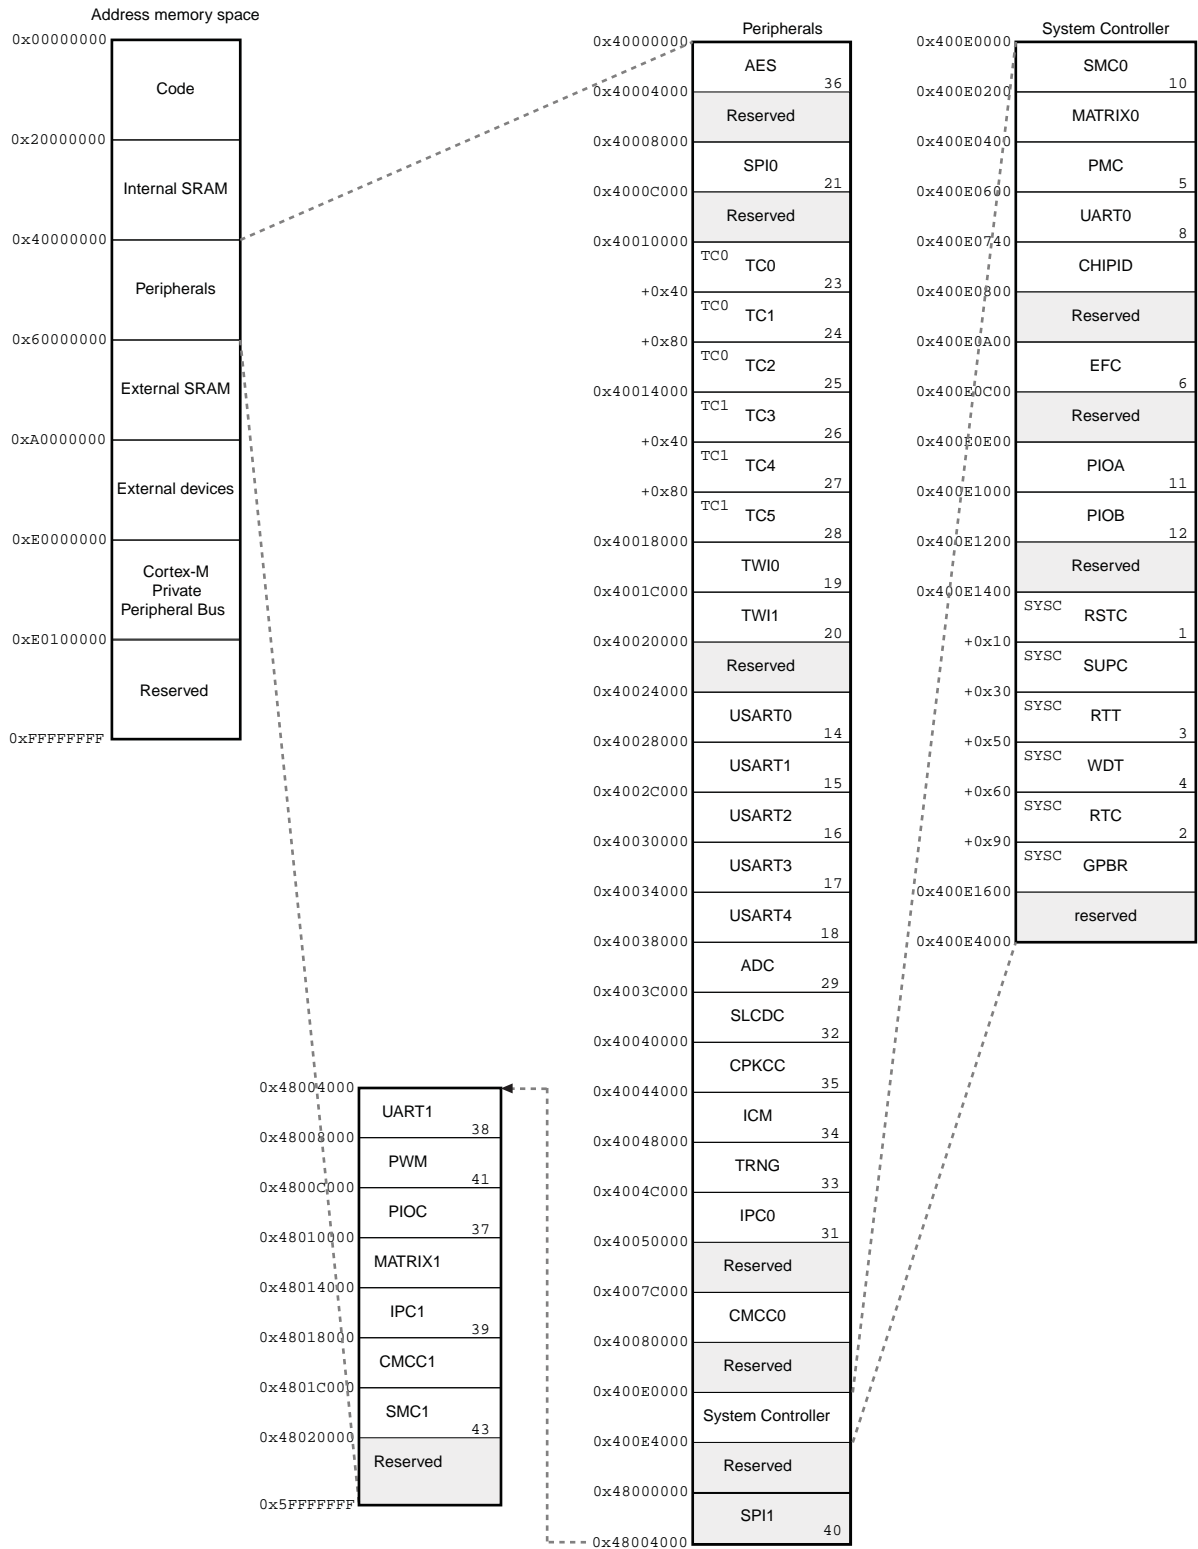 Address memory space
0x00000000
Code
0x20000000
Internal SRAM
0x40000000
Peripherals
0x60000000
External SRAM
0xA0000000
External devices
0xE0000000
Cortex-M
Private
Peripheral Bus
0xE0100000
Reserved
0xFFFFFFFF
Peripherals
0x40000000
AES
36
0x40004000
Reserved
0x40008000
SPI0
21
0x4000C000
Reserved
0x40010000
TC0
TC0
23
+0x40
TC0
TC1
24
+0x80
TC0
TC2
25
0x40014000
TC1
TC3
26
+0x40
TC1
TC4
27
+0x80
TC1
TC5
28
0x40018000
TWI0
19
0x4001C000
TWI1
20
0x40020000
Reserved
0x40024000
USART0
14
0x40028000
USART1
15
0x4002C000
USART2
16
0x40030000
USART3
17
0x40034000
USART4
18
0x40038000
ADC
29
0x4003C000
SLCDC
32
0x40040000
CPKCC
35
0x40044000
ICM
34
0x40048000
TRNG
33
0x4004C000
IPC0
31
0x40050000
Reserved
0x4007C000
CMCC0
0x40080000
Reserved
0x400E0000
System Controller
0x400E4000
Reserved
0x48000000
SPI1
40
0x48004000
System Controller
0x400E0000
SMC0
10
0x400E0200
MATRIX0
0x400E0400
PMC
5
0x400E0600
UART0
8
0x400E0740
CHIPID
0x400E0800
Reserved
0x400E0A00
EFC
6
0x400E0C00
Reserved
0x400E0E00
PIOA
11
0x400E1000
PIOB
12
0x400E1200
Reserved
0x400E1400
SYSC
RSTC
1
+0x10
SYSC
SUPC
+0x30
SYSC
RTT
3
+0x50
SYSC
WDT
4
+0x60
SYSC
RTC
2
+0x90
SYSC
GPBR
0x400E1600
reserved
0x400E4000
0x48004000
UART1
38
0x48008000
PWM
41
0x4800C000
PIOC
37
0x48010000
MATRIX1
0x48014000
IPC1
39
0x48018000
CMCC1
0x4801C000
SMC1
43
0x48020000
Reserved
0x5FFFFFFF